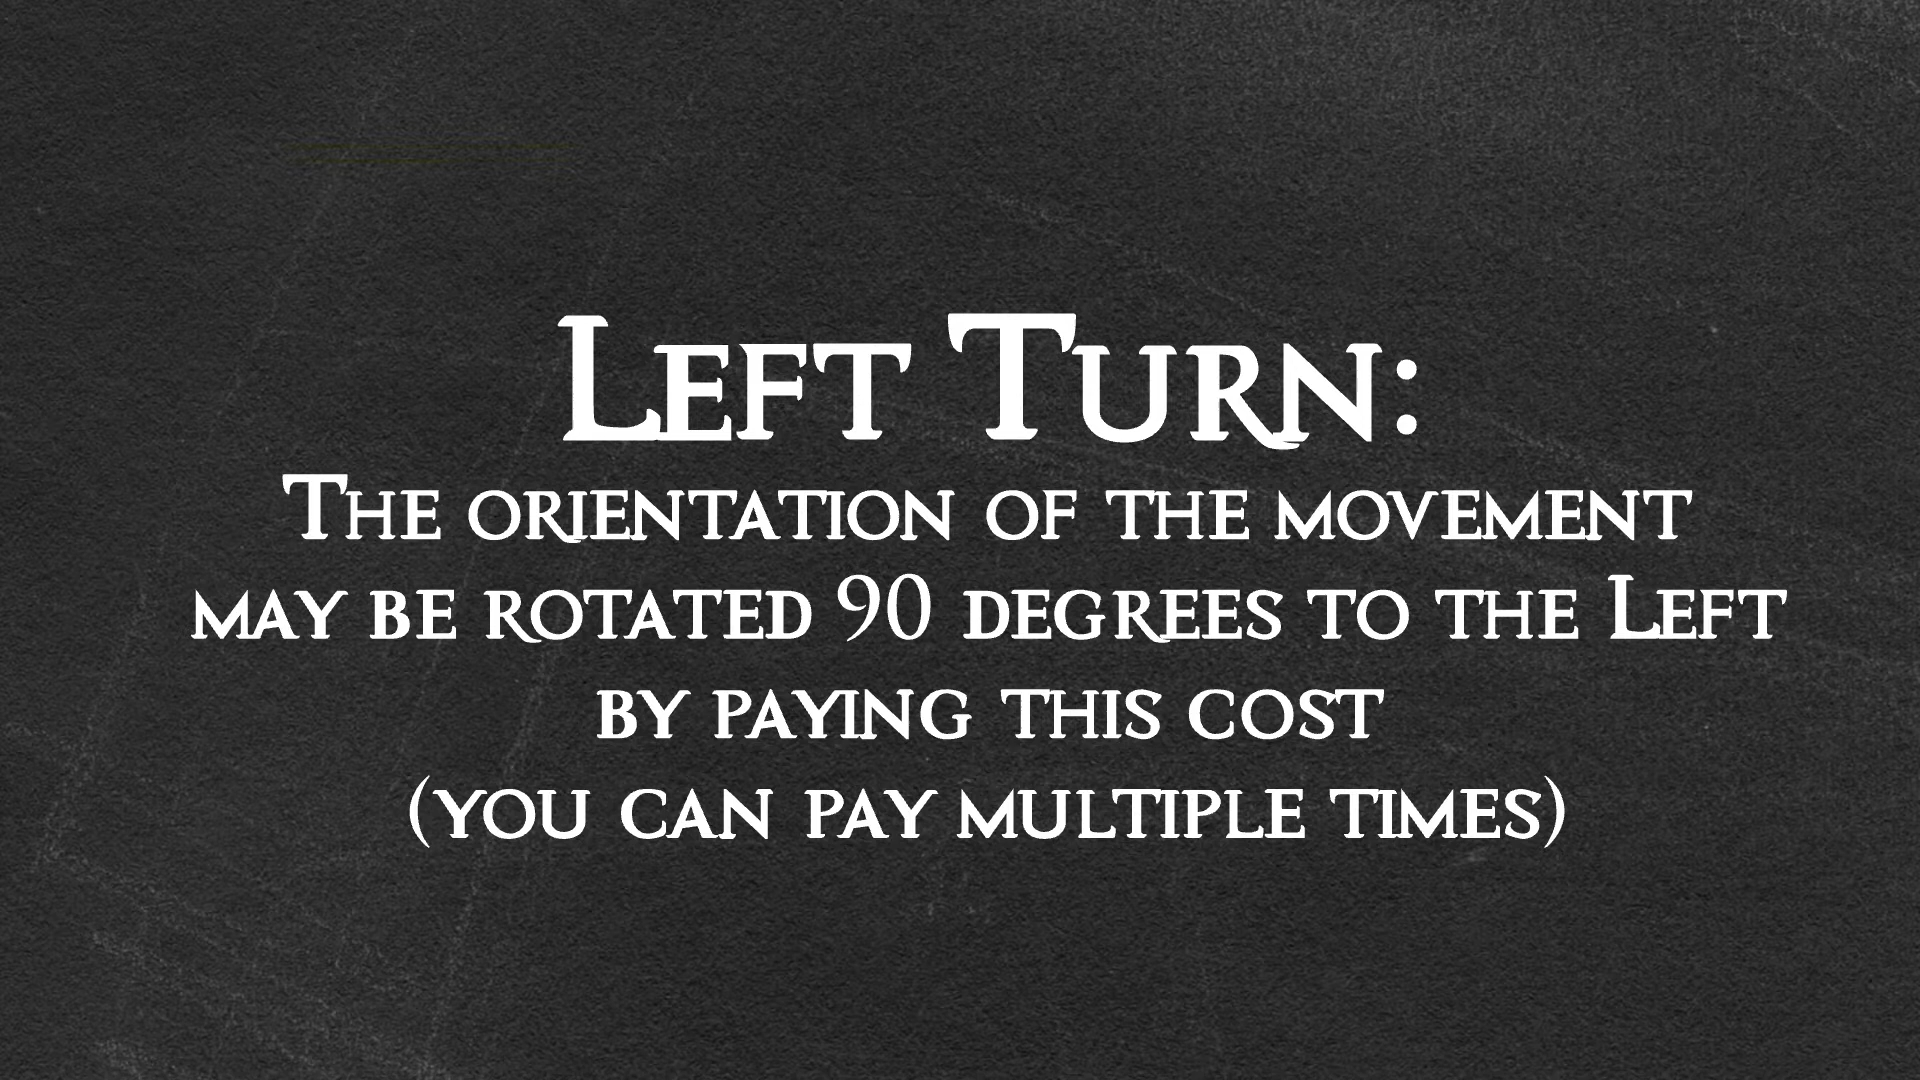 Left Turn:
The orientation of the movement
may be rotated 90 degrees to the Left
by paying this cost
(you can pay multiple times)